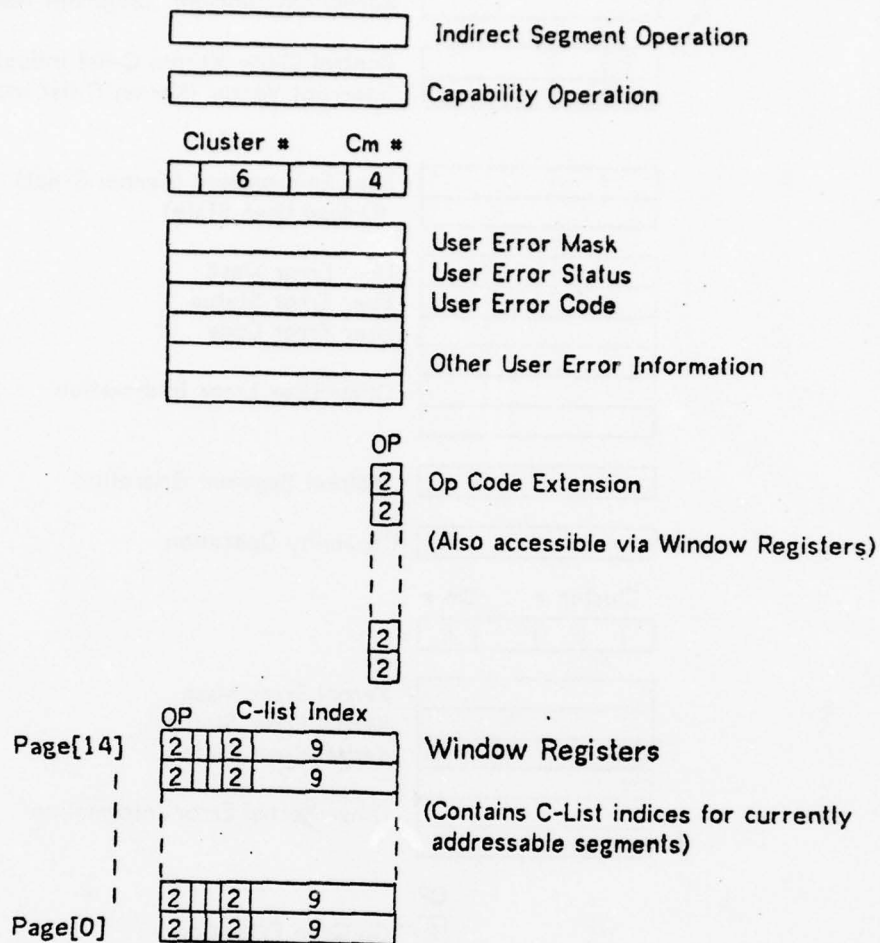 Indirect Segment Operation
Capability Operation
Cluster # Cm #
6 4
User Error Mask
User Error Status
User Error Code
Other User Error Information
OP
2 Op Code Extension
2
(Also accessible via Window Registers)
2
2
OP C-list Index
Page[14] 2 2 9 Window Registers
2 2 9
(Contains C-List indices for currently
addressable segments)
2 2 9
Page[0] 2 2 9